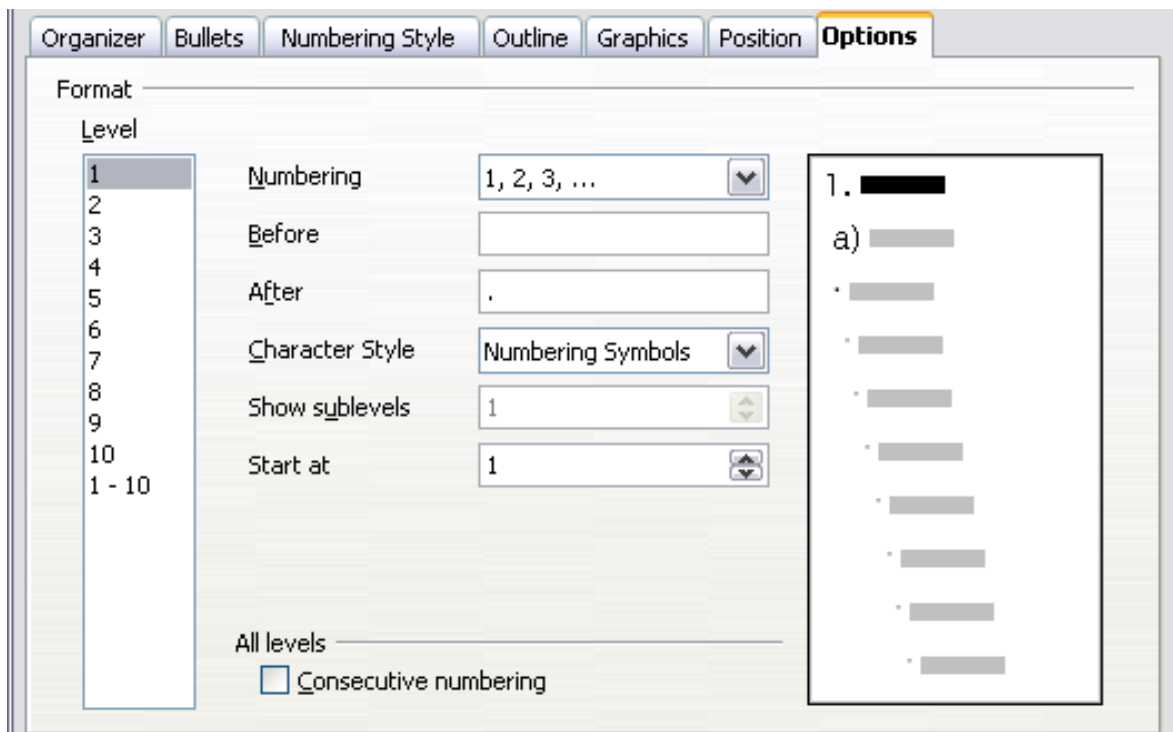 Organizer Bullets Numbering Style Outline Graphics Position Options
Format
Level
1
2
3
4
5
6
7
8
9
10
1 - 10
Numbering 1, 2, 3, ...
Before
After .
Character Style Numbering Symbols
Show sublevels 1
Start at 1
All levels
Consecutive numbering
1.
a)